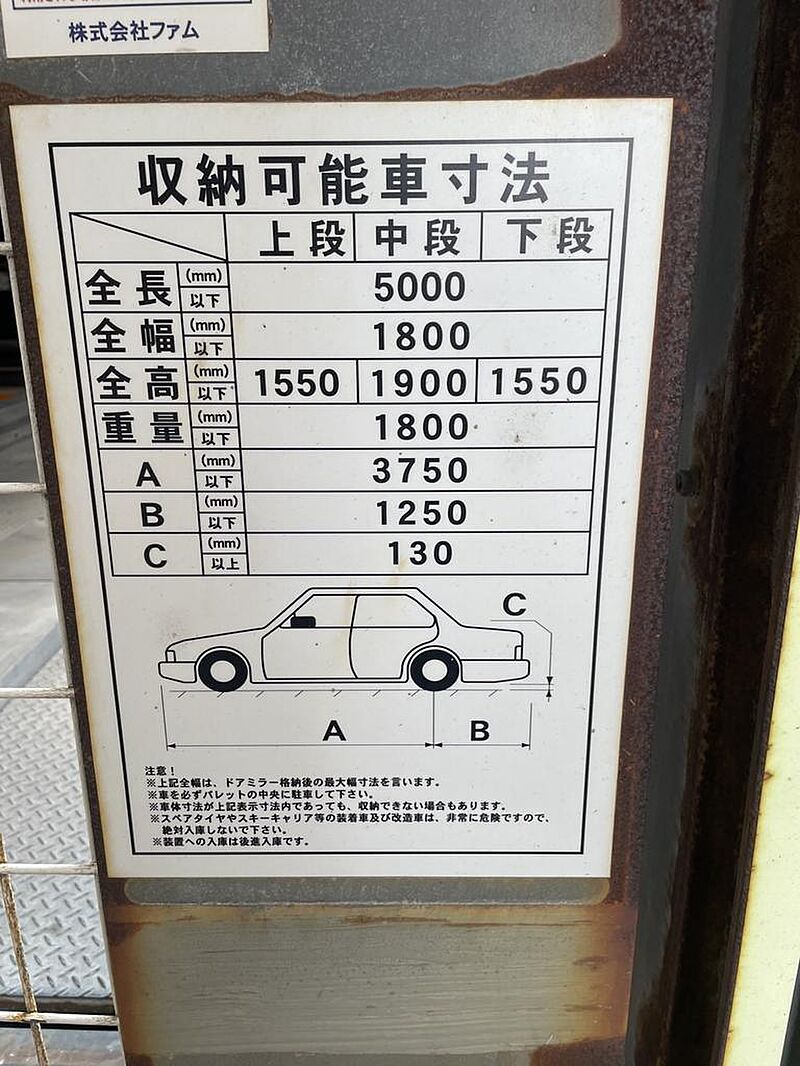 株式会社ファム
収納可能車寸法
上段 中段 下段
全長 (mm) 以下 5000
全幅 (mm) 以下 1800
全高 (mm) 以下 1550 1900 1550
重量 (mm) 以下 1800
A (mm) 以下 3750
B (mm) 以下 1250
C (mm) 以上 130
C
A B
注意！
※上記全幅は、ドアミラー格納後の最大幅寸法を言います。
※車を必ずパレットの中央に駐車して下さい。
※車体寸法が上記表示寸法内であっても、収納できない場合もあります。
※スペアタイヤやスキーキャリア等の装着車及び改造車は、非常に危険ですので、
絶対入庫しないで下さい。
※装置への入庫は後進入庫です。